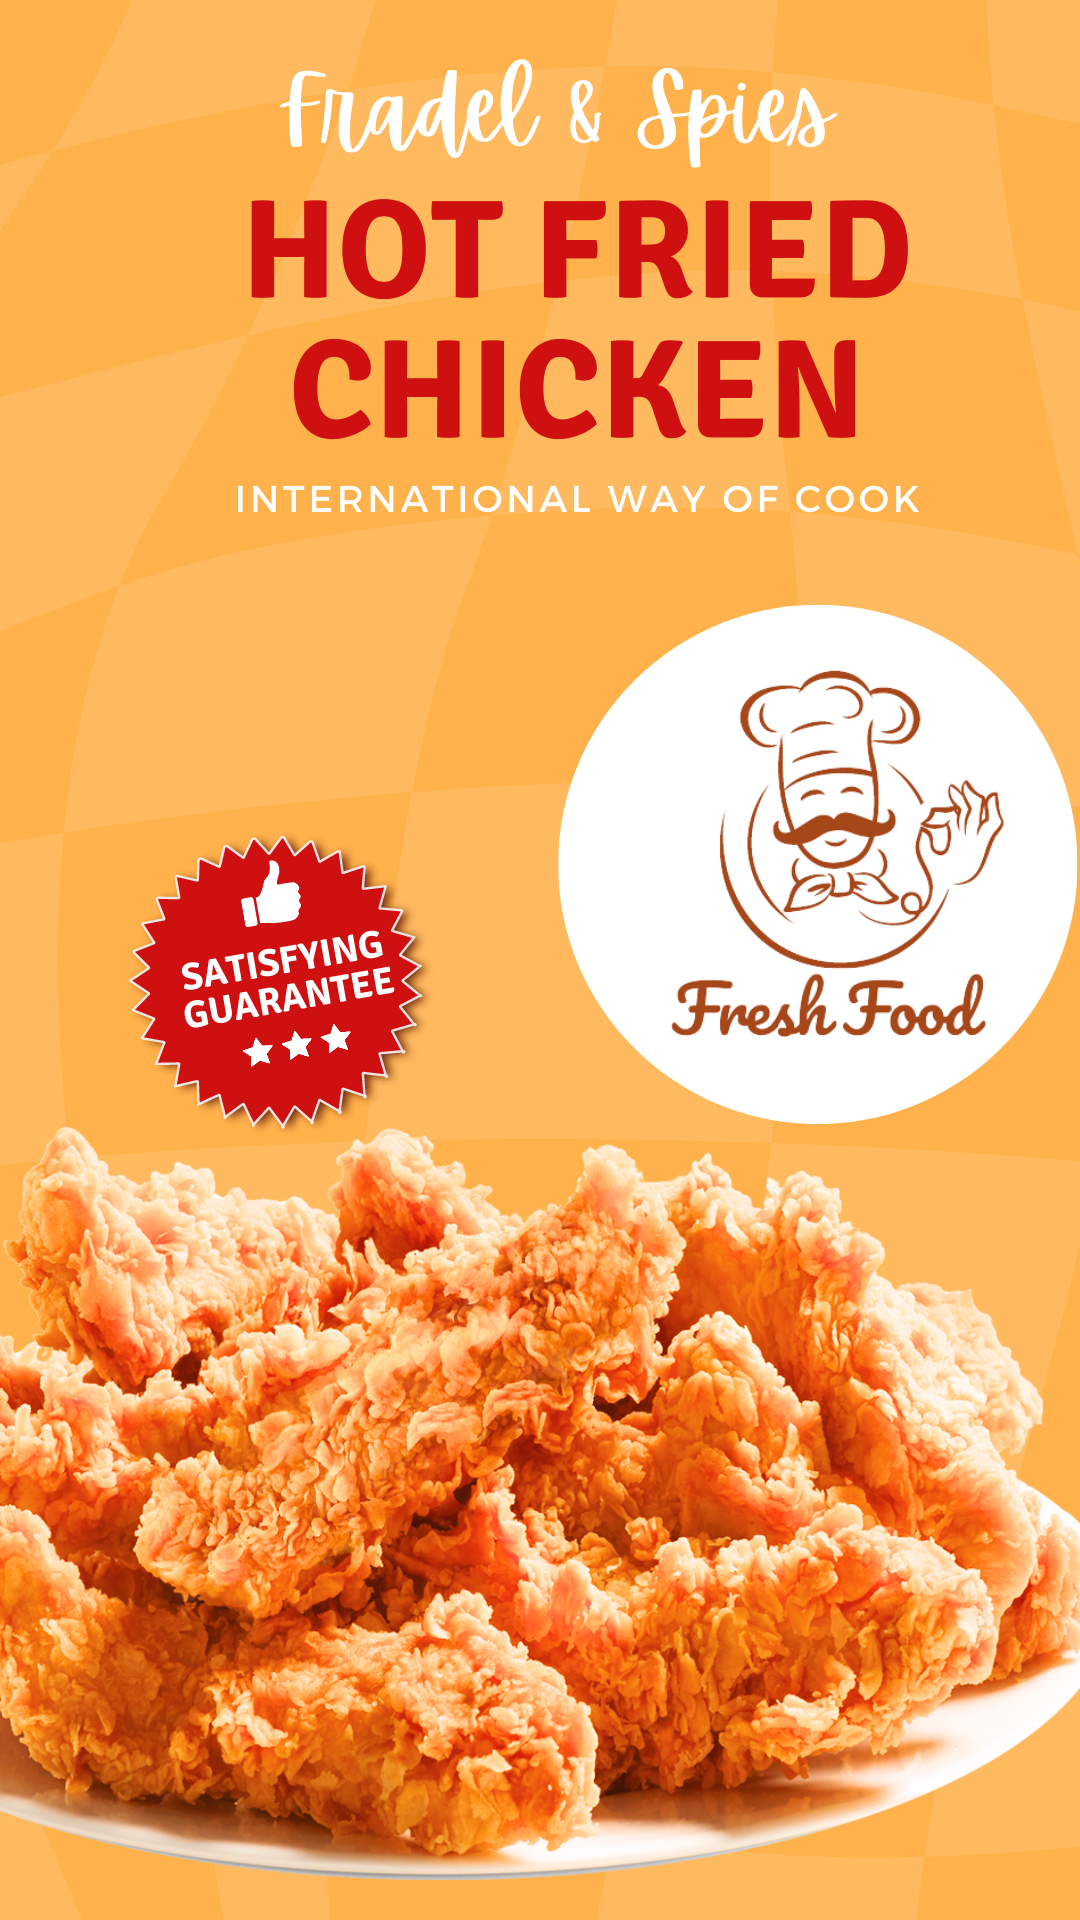 Fradel & Spies
HOT FRIED
CHICKEN
INTERNATIONAL WAY OF COOK
Fresh Food
SATISFYING
GUARANTEE